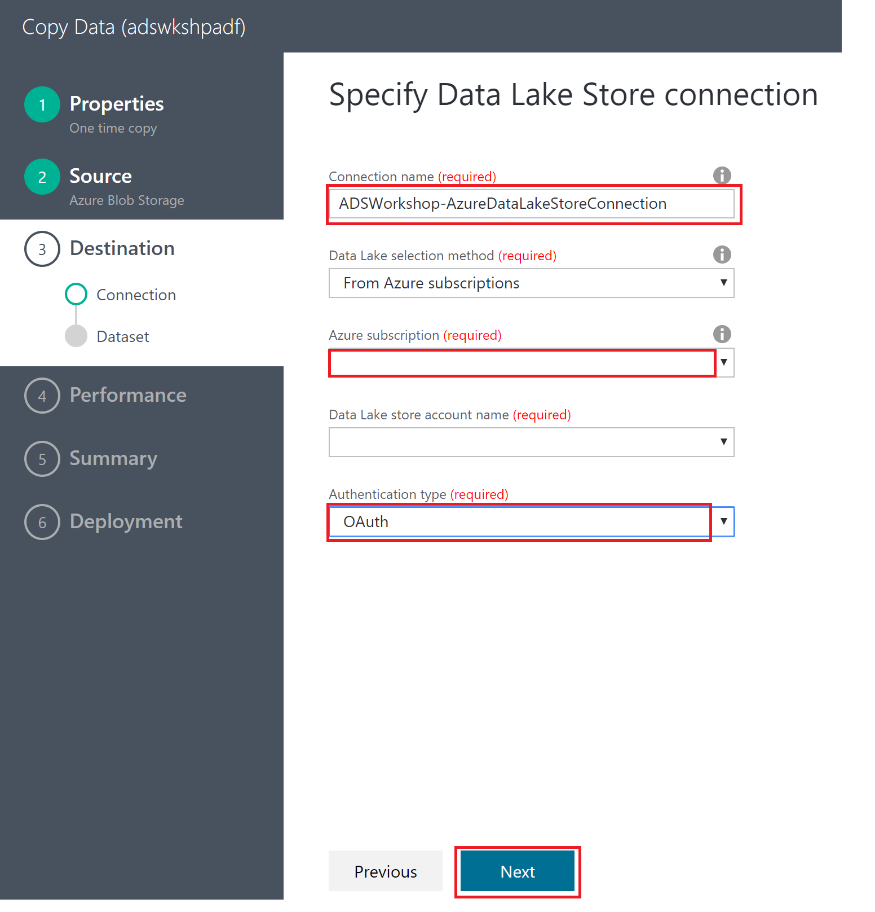 Copy Data (adswkshpadf)
1
Properties
One time copy
2
Source
Azure Blob Storage
3
Destination
Connection
Dataset
4
Performance
5
Summary
6
Deployment
Specify Data Lake Store connection
Connection name (required)
ADSWorkshop-AzureDataLakeStoreConnection
Data Lake selection method (required)
From Azure subscriptions
Azure subscription (required)
Data Lake store account name (required)
Authentication type (required)
OAuth
Previous
Next